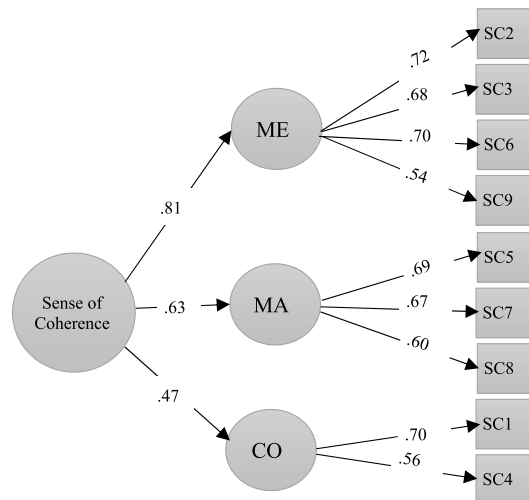 SC2
.72
SC3
.68
ME
SC6
.70
.54
SC9
.81
SC5
.69
Sense of
Coherence
.63
MA
.67
SC7
.60
SC8
.47
SC1
.70
CO
.56
SC4